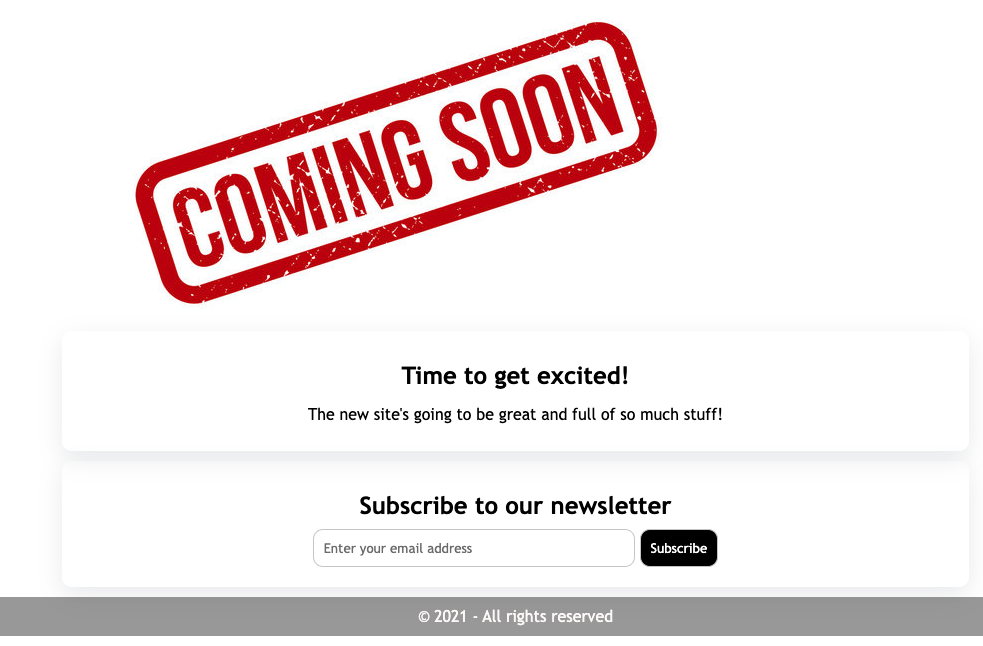 COMING SOON
Time to get excited!
The new site's going to be great and full of so much stuff!
Subscribe to our newsletter
Enter your email address
Subscribe
© 2021 - All rights reserved